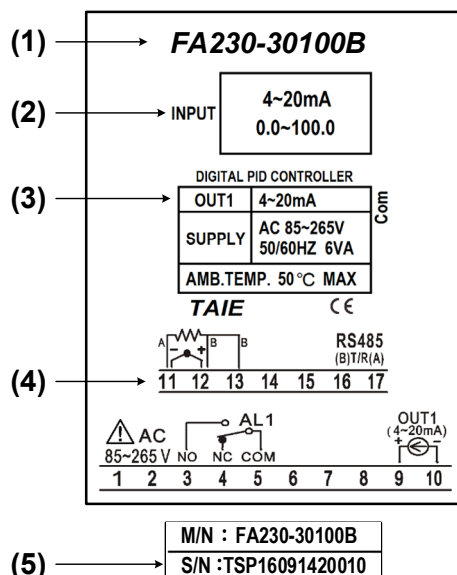 (1) FA230-30100B
(2) INPUT 4~20mA
0.0~100.0
DIGITAL PID CONTROLLER
(3) OUT1 4~20mA
Com
SUPPLY AC 85~265V
50/60HZ 6VA
AMB.TEMP. 50°C MAX
TAIE CE
A - + B B
RS485
(B)T/R(A)
(4) 11 12 13 14 15 16 17
AC
85~265 V
NO NC COM
AL1
OUT1
(4~20mA)
+ -
1 2 3 4 5 6 7 8 9 10
M/N : FA230-30100B
(5) S/N :TSP16091420010